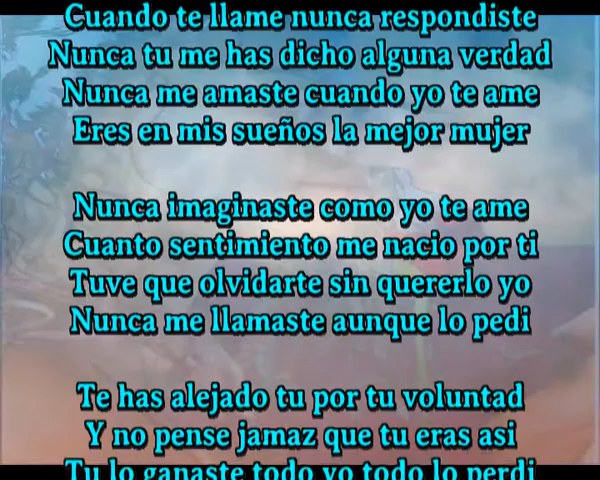 Cuando te llame nunca respondiste
Nunca tu me has dicho alguna verdad
Nunca me amaste cuando yo te ame
Eres en mis sueños la mejor mujer
Nunca imaginaste como yo te ame
Cuanto sentimiento me nacio por ti
Tuve que olvidarte sin quererlo yo
Nunca me llamaste aunque lo pedi
Te has alejado tu por tu voluntad
Y no pense jamaz que tu eras asi
Tu lo ganaste todo yo todo lo perdi